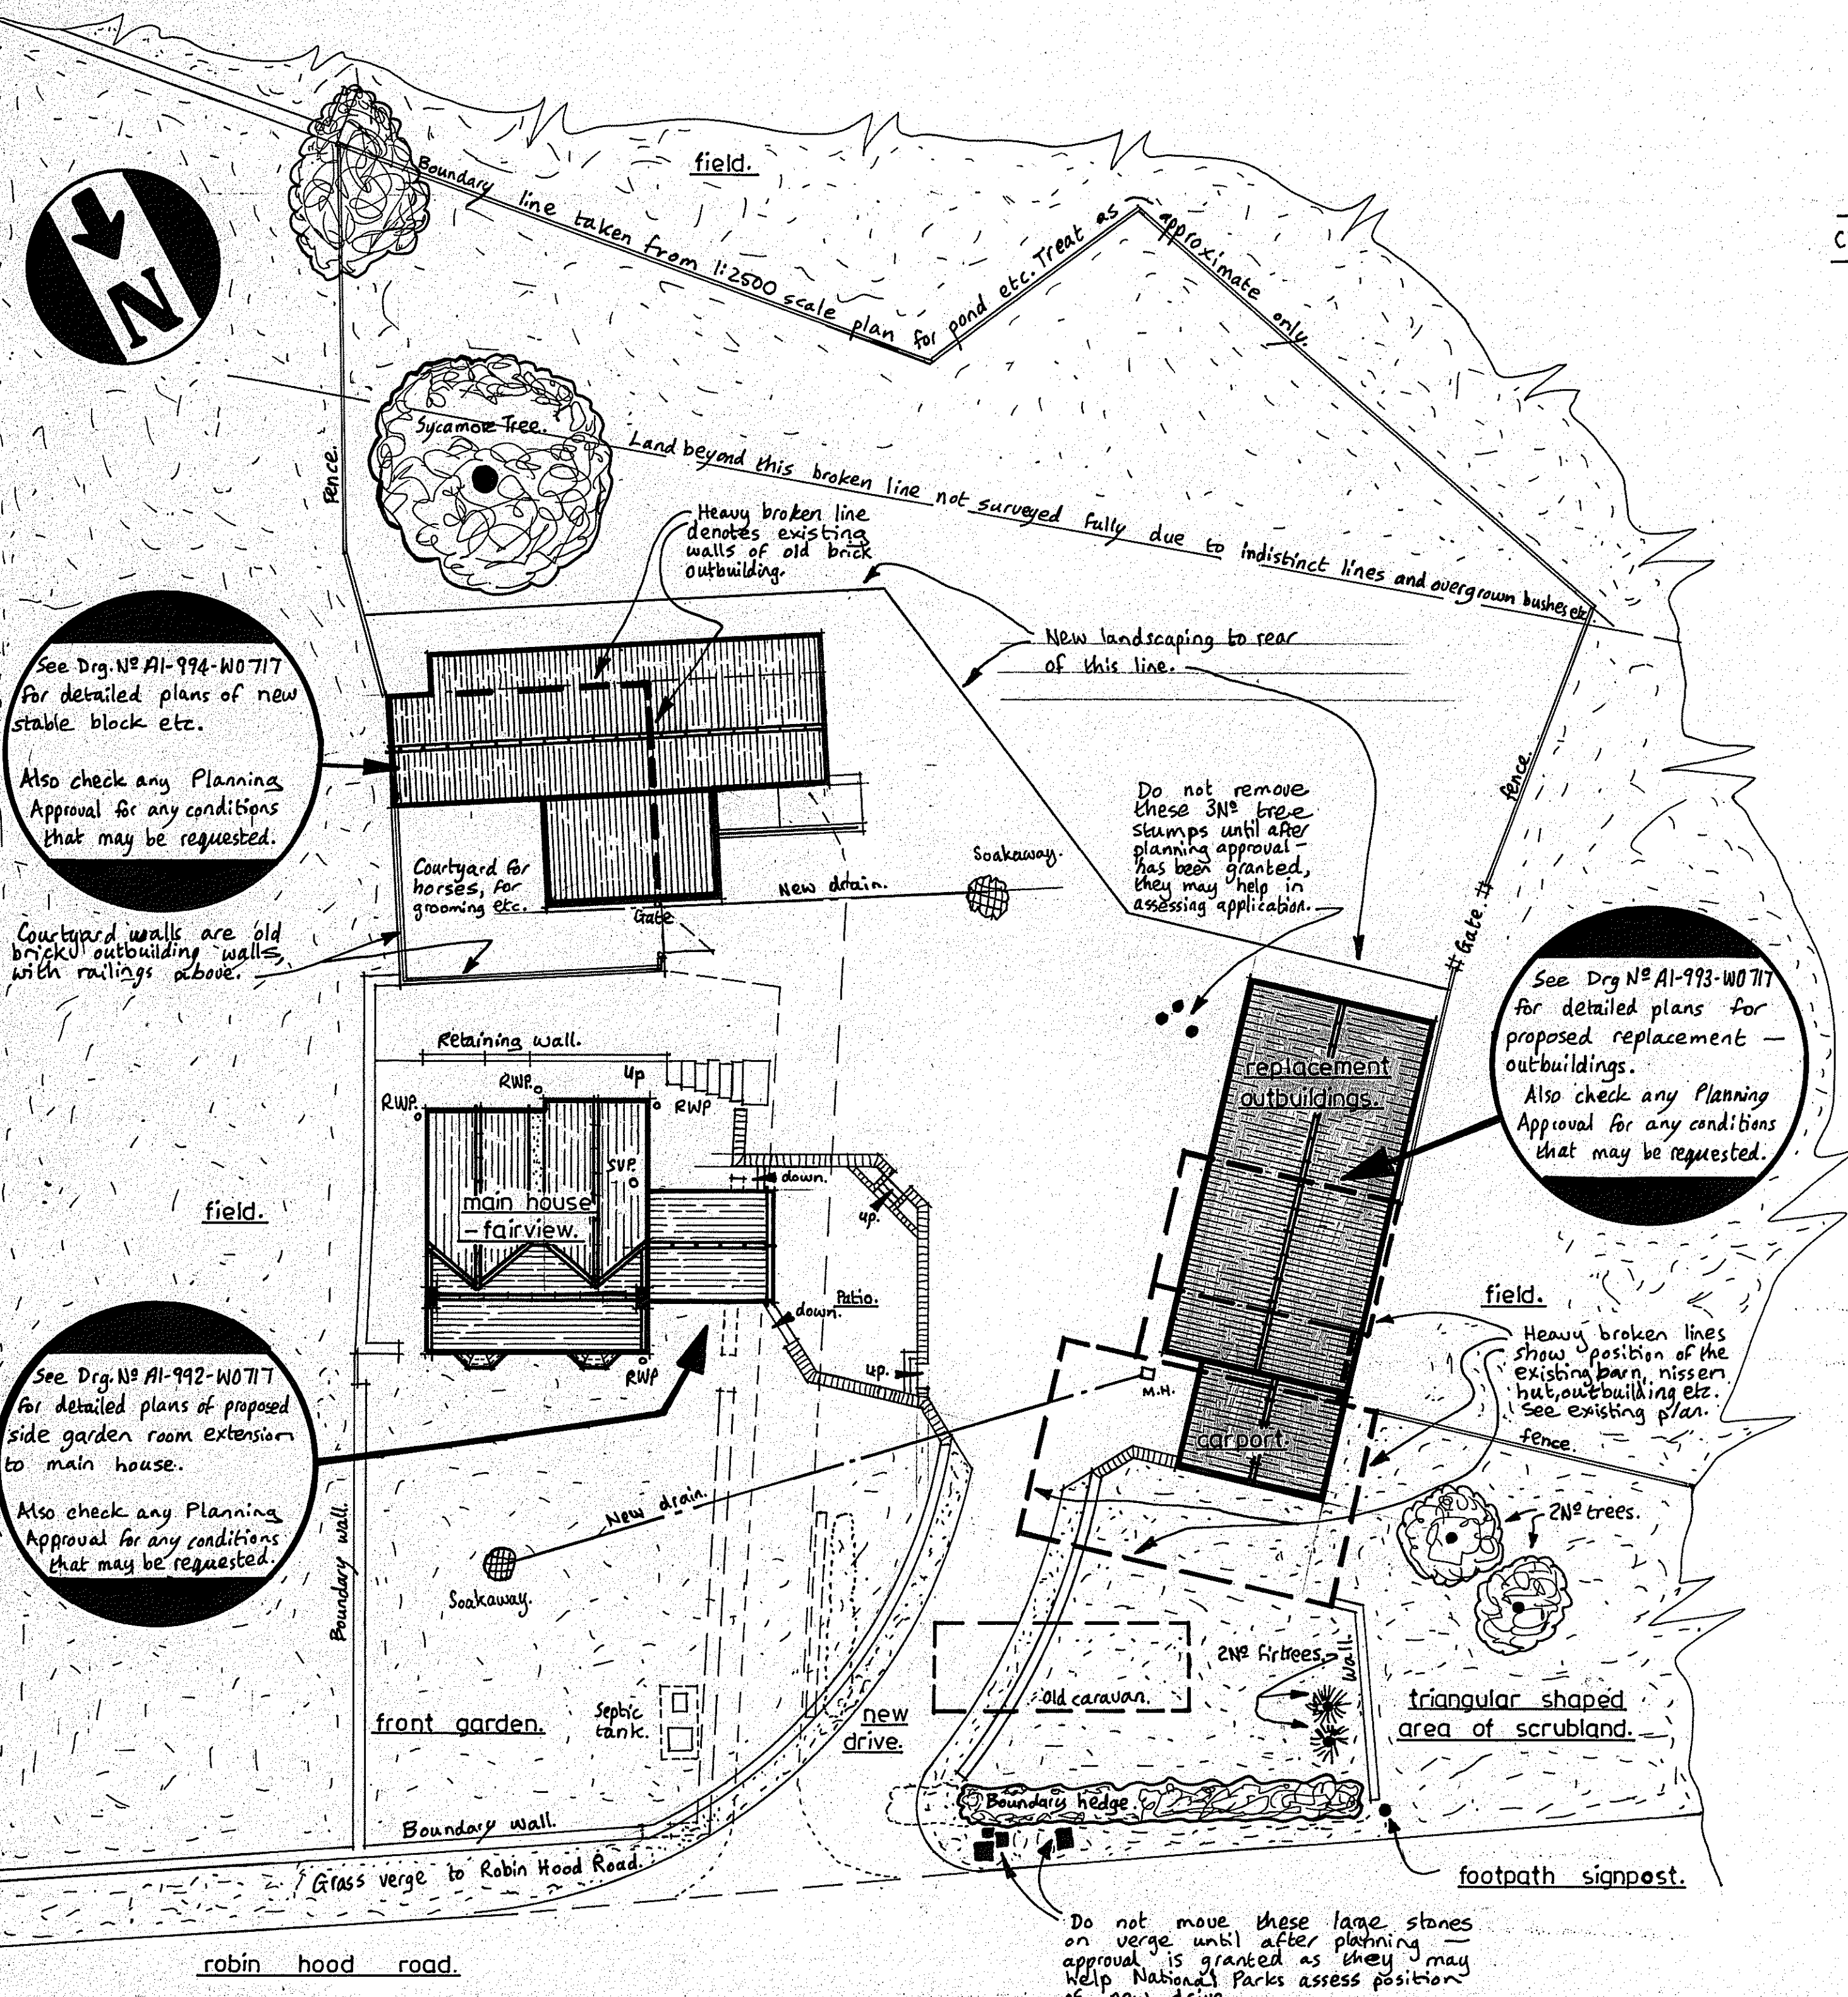 field.
Boundary line taken from 1:2500 scale plan for pond etc. Treat as approximate only.
C
N
Sycamore Tree.
Fence.
Land beyond this broken line not surveyed fully due to indistinct lines and overgrown bushes etc
Heavy broken line
denotes existing
walls of old brick
outbuilding.
See Drg. Nº A1-994-W0717
for detailed plans of new
stable block etc.
Also check any Planning
Approval for any conditions
that may be requested.
New landscaping to rear
of this line.
fence.
Do not remove
these 3Nº tree
stumps until after
planning approval –
has been granted,
they may help in
assessing application.
Soakaway.
Courtyard for
horses, for
grooming etc.
New drain.
Gate
Gate.
Courtyard walls are old
bricky outbuilding walls,
with railings above.
See Drg Nº A1-993-W0717
for detailed plans for
proposed replacement —
outbuildings.
Also check any Planning
Approval for any conditions
that may be requested.
Retaining wall.
RWP.
up
RWP.
RWP
replacement
outbuildings.
SVP.
down.
main house
– fairview.
up.
field.
Patio.
down.
field.
Heavy broken lines
show position of the
existing barn, nissen
hut, outbuilding etc.
See existing plan.
up.
RWP
M.H.
See Drg. Nº A1-992-W0717
for detailed plans of proposed
side garden room extension
to main house.
Also check any Planning
Approval for any conditions
that may be requested.
carport.
fence.
New drain.
2Nº trees.
Soakaway.
Boundary wall.
2Nº firtrees.
wall.
old caravan.
Septic
tank.
front garden.
new
drive.
triangular shaped
area of scrubland.
Boundary hedge.
Boundary wall.
Grass verge to Robin Hood Road.
footpath signpost.
robin hood road.
Do not move these large stones
on verge until after planning —
approval is granted as they may
help National Parks assess position
of new drive